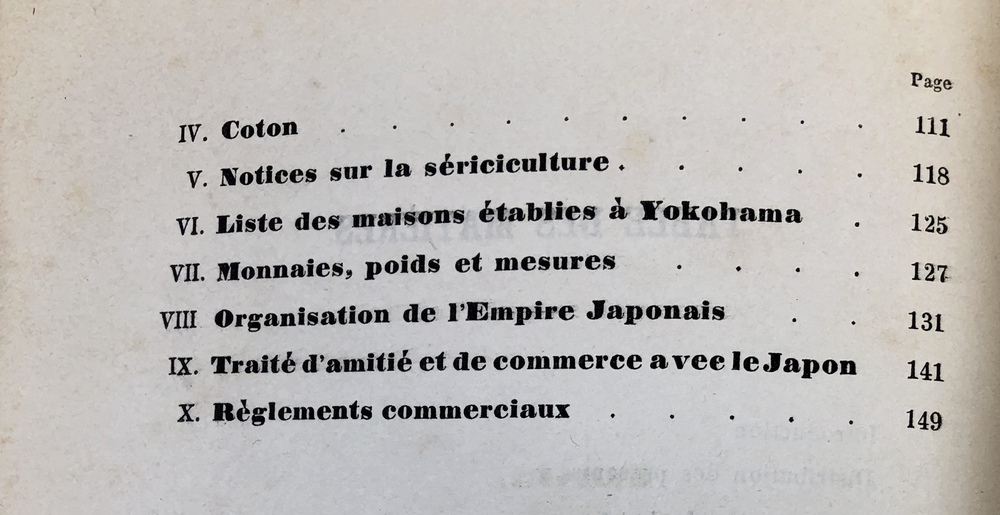 Page
IV. Coton . . . . . . . . . . 111
V. Notices sur la sériciculture . . . . . 118
VI. Liste des maisons établies à Yokohama . 125
VII. Monnaies, poids et mesures . . . . 127
VIII Organisation de l'Empire Japonais . . 131
IX. Traité d'amitié et de commerce avec le Japon 141
X. Règlements commerciaux . . . . . 149